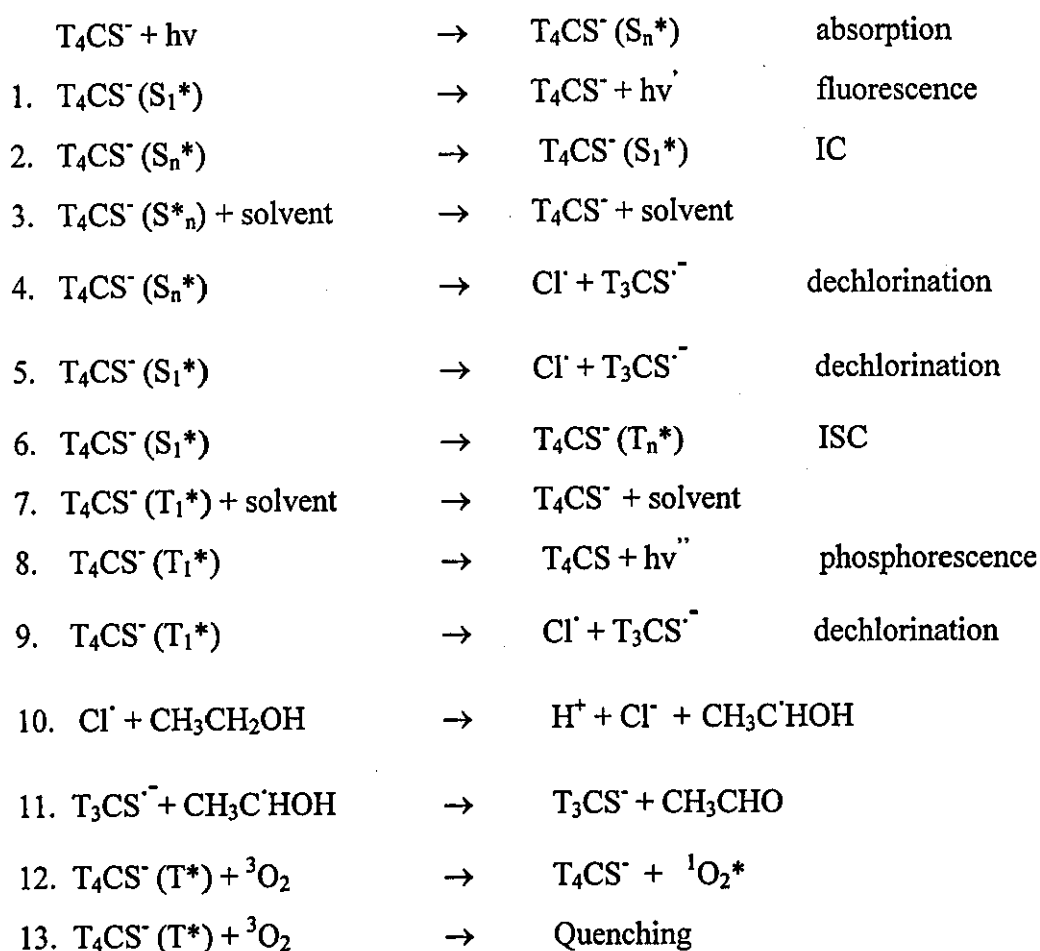 T₄CS⁻ + hν → T₄CS⁻ (Sₙ*) absorption
1. T₄CS⁻ (S₁*) → T₄CS⁻ + hν' fluorescence
2. T₄CS⁻ (Sₙ*) → T₄CS⁻ (S₁*) IC
3. T₄CS⁻ (S*ₙ) + solvent → T₄CS⁻ + solvent
4. T₄CS⁻ (Sₙ*) → Cl˙ + T₃CS˙⁻ dechlorination
5. T₄CS⁻ (S₁*) → Cl˙ + T₃CS˙⁻ dechlorination
6. T₄CS⁻ (S₁*) → T₄CS⁻ (Tₙ*) ISC
7. T₄CS⁻ (T₁*) + solvent → T₄CS⁻ + solvent
8. T₄CS⁻ (T₁*) → T₄CS + hν'' phosphorescence
9. T₄CS⁻ (T₁*) → Cl˙ + T₃CS˙⁻ dechlorination
10. Cl˙ + CH₃CH₂OH → H⁺ + Cl⁻ + CH₃C˙HOH
11. T₃CS˙⁻ + CH₃C˙HOH → T₃CS⁻ + CH₃CHO
12. T₄CS⁻ (T*) + ³O₂ → T₄CS⁻ + ¹O₂*
13. T₄CS⁻ (T*) + ³O₂ → Quenching